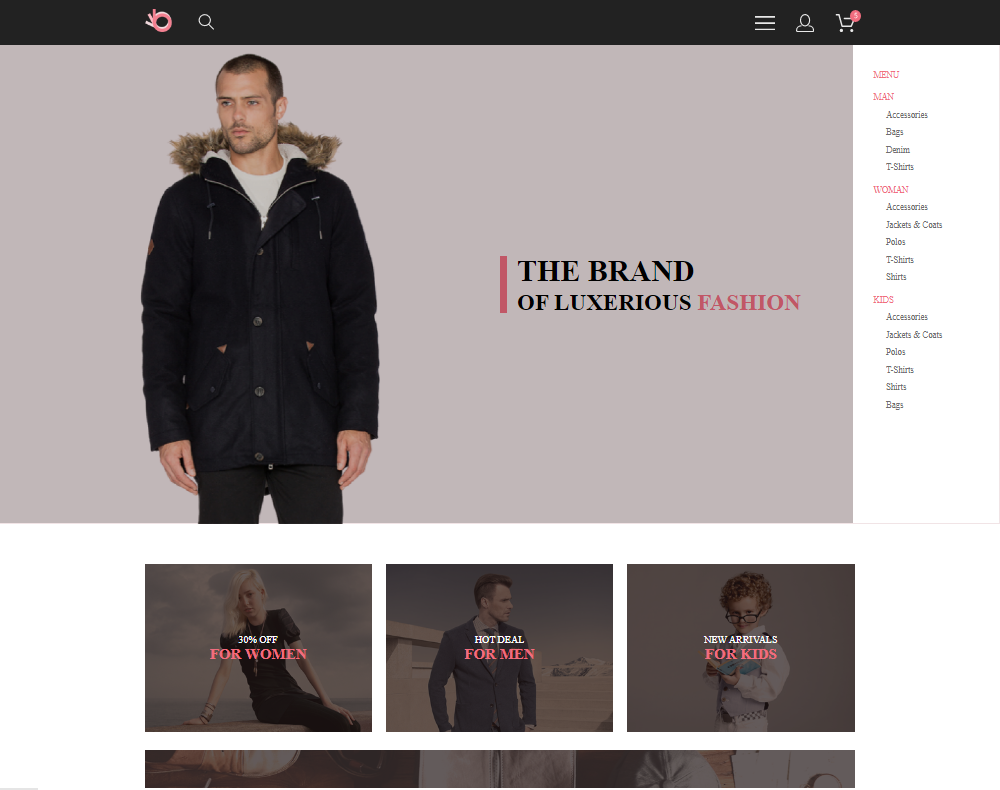 5
THE BRAND
OF LUXERIOUS FASHION
MENU
MAN
Accessories
Bags
Denim
T-Shirts
WOMAN
Accessories
Jackets & Coats
Polos
T-Shirts
Shirts
KIDS
Accessories
Jackets & Coats
Polos
T-Shirts
Shirts
Bags
30% OFF
FOR WOMEN
HOT DEAL
FOR MEN
NEW ARRIVALS
FOR KIDS